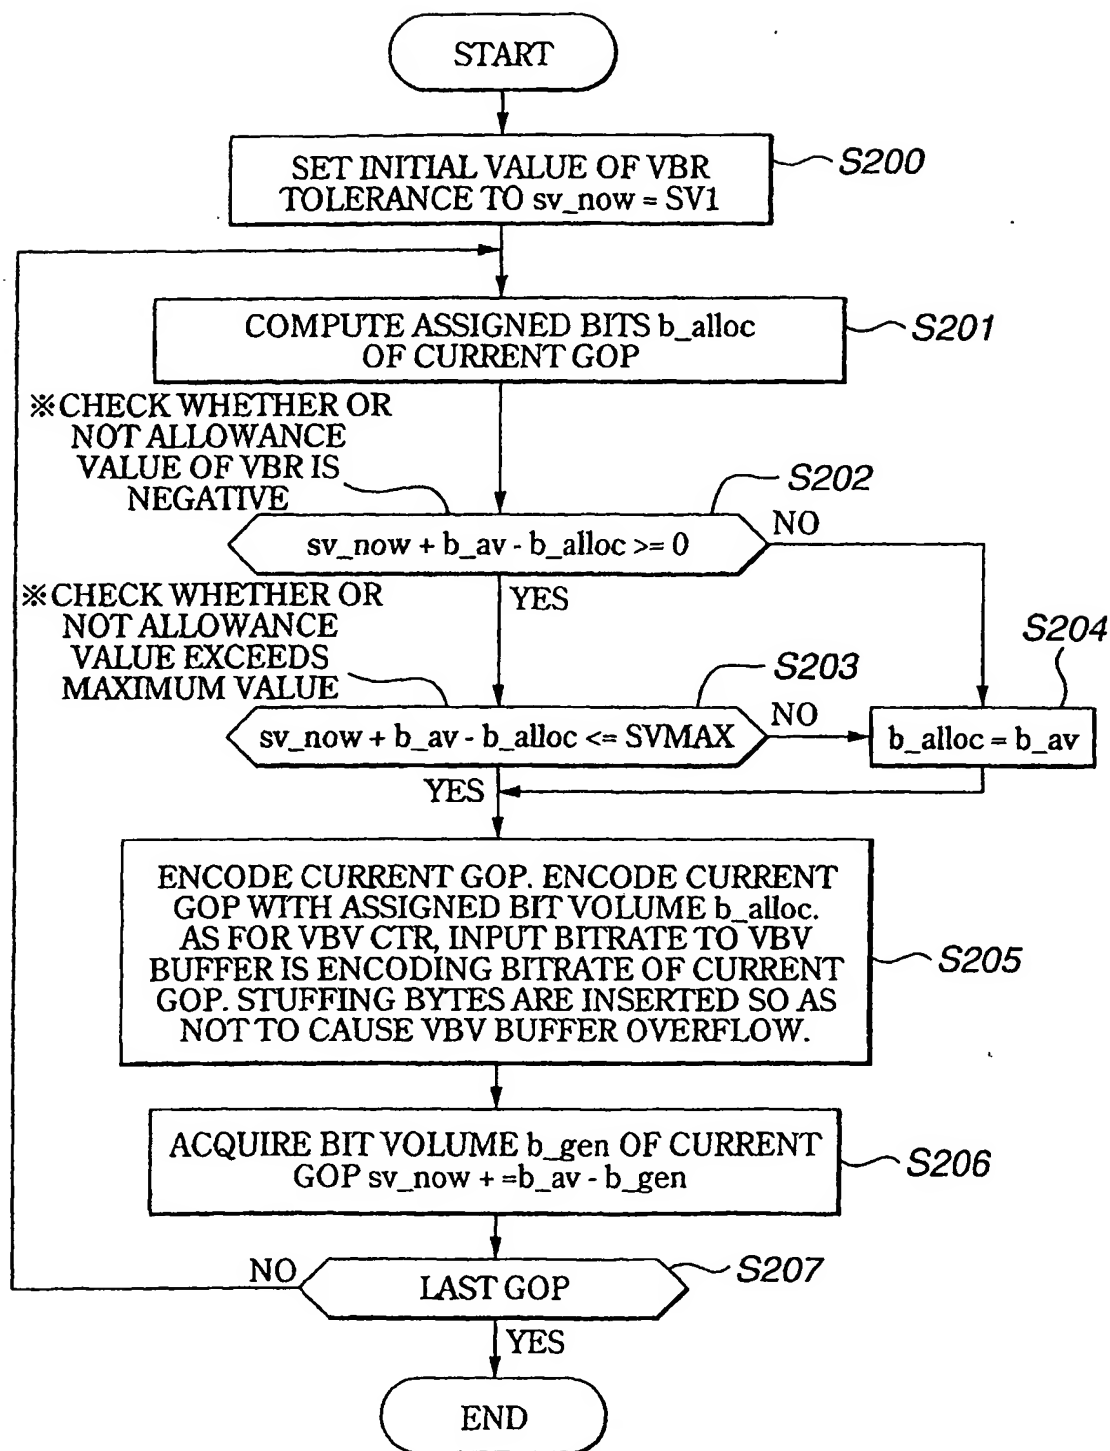 START
SET INITIAL VALUE OF VBR
TOLERANCE TO sv_now = SV1
S200
COMPUTE ASSIGNED BITS b_alloc
OF CURRENT GOP
S201
※CHECK WHETHER OR
NOT ALLOWANCE
VALUE OF VBR IS
NEGATIVE
S202
sv_now + b_av - b_alloc >= 0
NO
YES
※CHECK WHETHER OR
NOT ALLOWANCE
VALUE EXCEEDS
MAXIMUM VALUE
S203
S204
sv_now + b_av - b_alloc <= SVMAX
NO
b_alloc = b_av
YES
ENCODE CURRENT GOP. ENCODE CURRENT
GOP WITH ASSIGNED BIT VOLUME b_alloc.
AS FOR VBV CTR, INPUT BITRATE TO VBV
BUFFER IS ENCODING BITRATE OF CURRENT
GOP. STUFFING BYTES ARE INSERTED SO AS
NOT TO CAUSE VBV BUFFER OVERFLOW.
S205
ACQUIRE BIT VOLUME b_gen OF CURRENT
GOP sv_now + =b_av - b_gen
S206
NO
LAST GOP
S207
YES
END